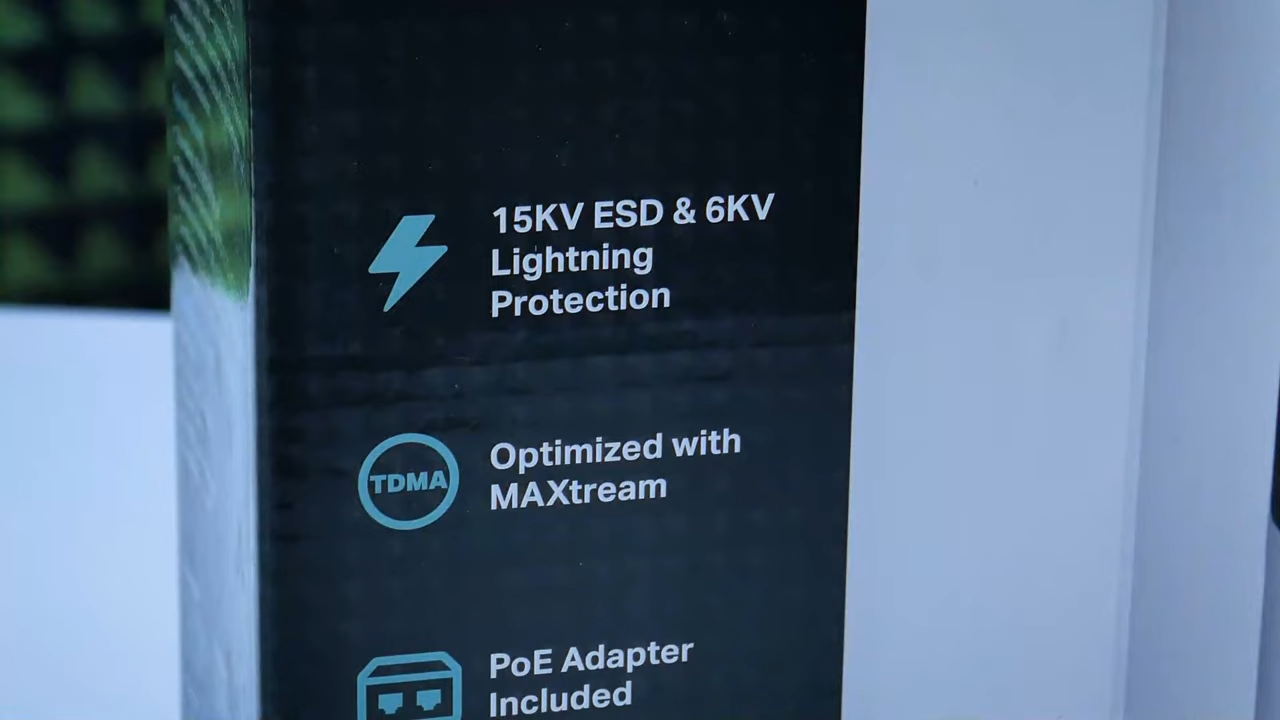 15KV ESD & 6KV
Lightning
Protection
TDMA
Optimized with
MAXtream
PoE Adapter
Included